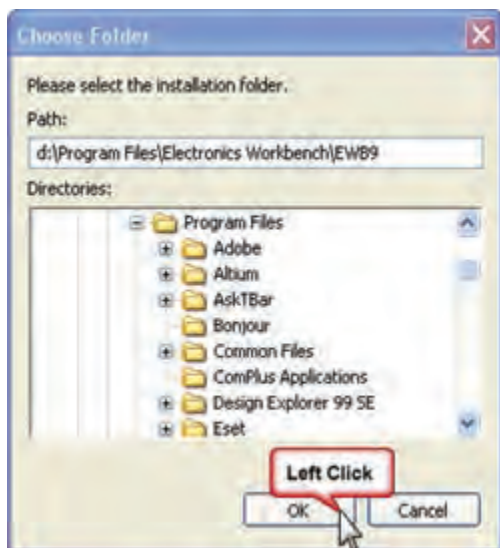 Choose Folder
Please select the installation folder.
Path:
d:\Program Files\Electronics Workbench\EWB9
Directories:
Program Files
Adobe
Altium
AskTBar
Bonjour
Common Files
ComPlus Applications
Design Explorer 99 SE
Eset
Left Click
OK
Cancel